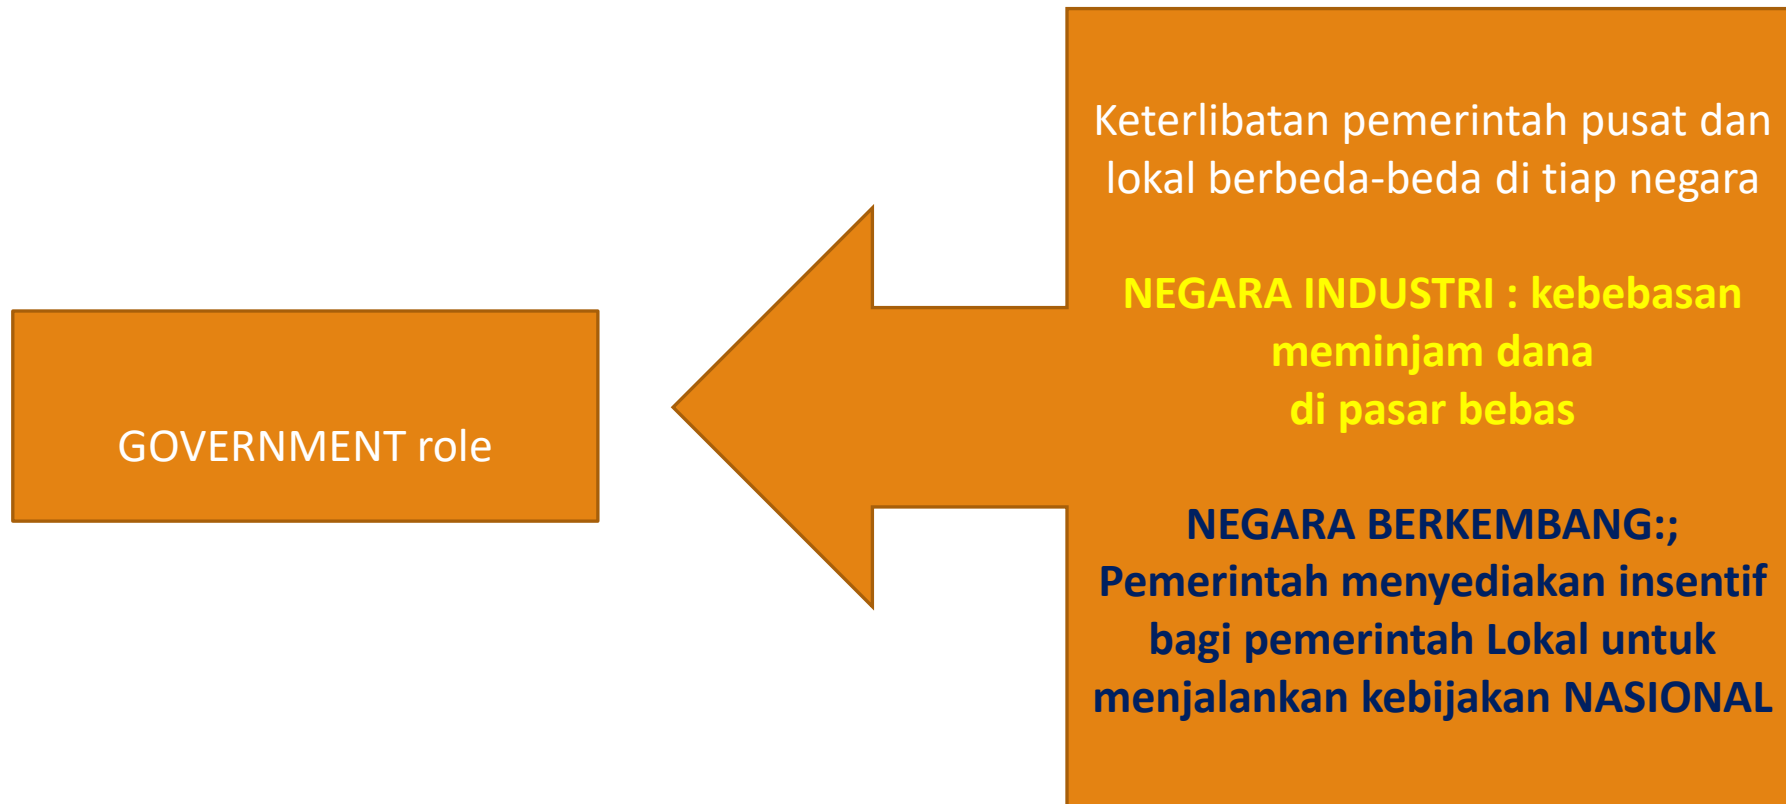 GOVERNMENT role
Keterlibatan pemerintah pusat dan
lokal berbeda-beda di tiap negara
NEGARA INDUSTRI : kebebasan
meminjam dana
di pasar bebas
NEGARA BERKEMBANG:;
Pemerintah menyediakan insentif
bagi pemerintah Lokal untuk
menjalankan kebijakan NASIONAL